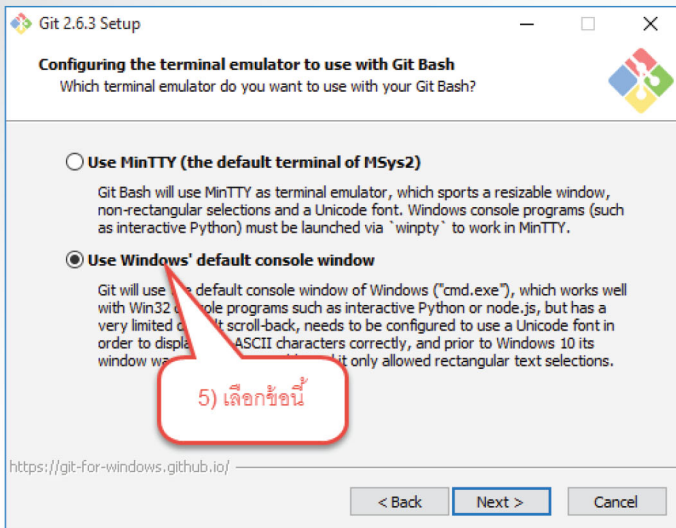 Git 2.6.3 Setup
Configuring the terminal emulator to use with Git Bash
Which terminal emulator do you want to use with your Git Bash?
Use MinTTY (the default terminal of MSys2)
Git Bash will use MinTTY as terminal emulator, which sports a resizable window,
non-rectangular selections and a Unicode font. Windows console programs (such
as interactive Python) must be launched via `winpty` to work in MinTTY.
Use Windows' default console window
Git will use default console window of Windows ("cmd.exe"), which works well
with Win32 programs such as interactive Python or node.js, but has a
very limited scroll-back, needs to be configured to use a Unicode font in
order to ASCII characters correctly, and prior to Windows 10 its
window it only allowed rectangular text selections.
5) เลือกข้อนี้
https://git-for-windows.github.io/
< Back Next > Cancel